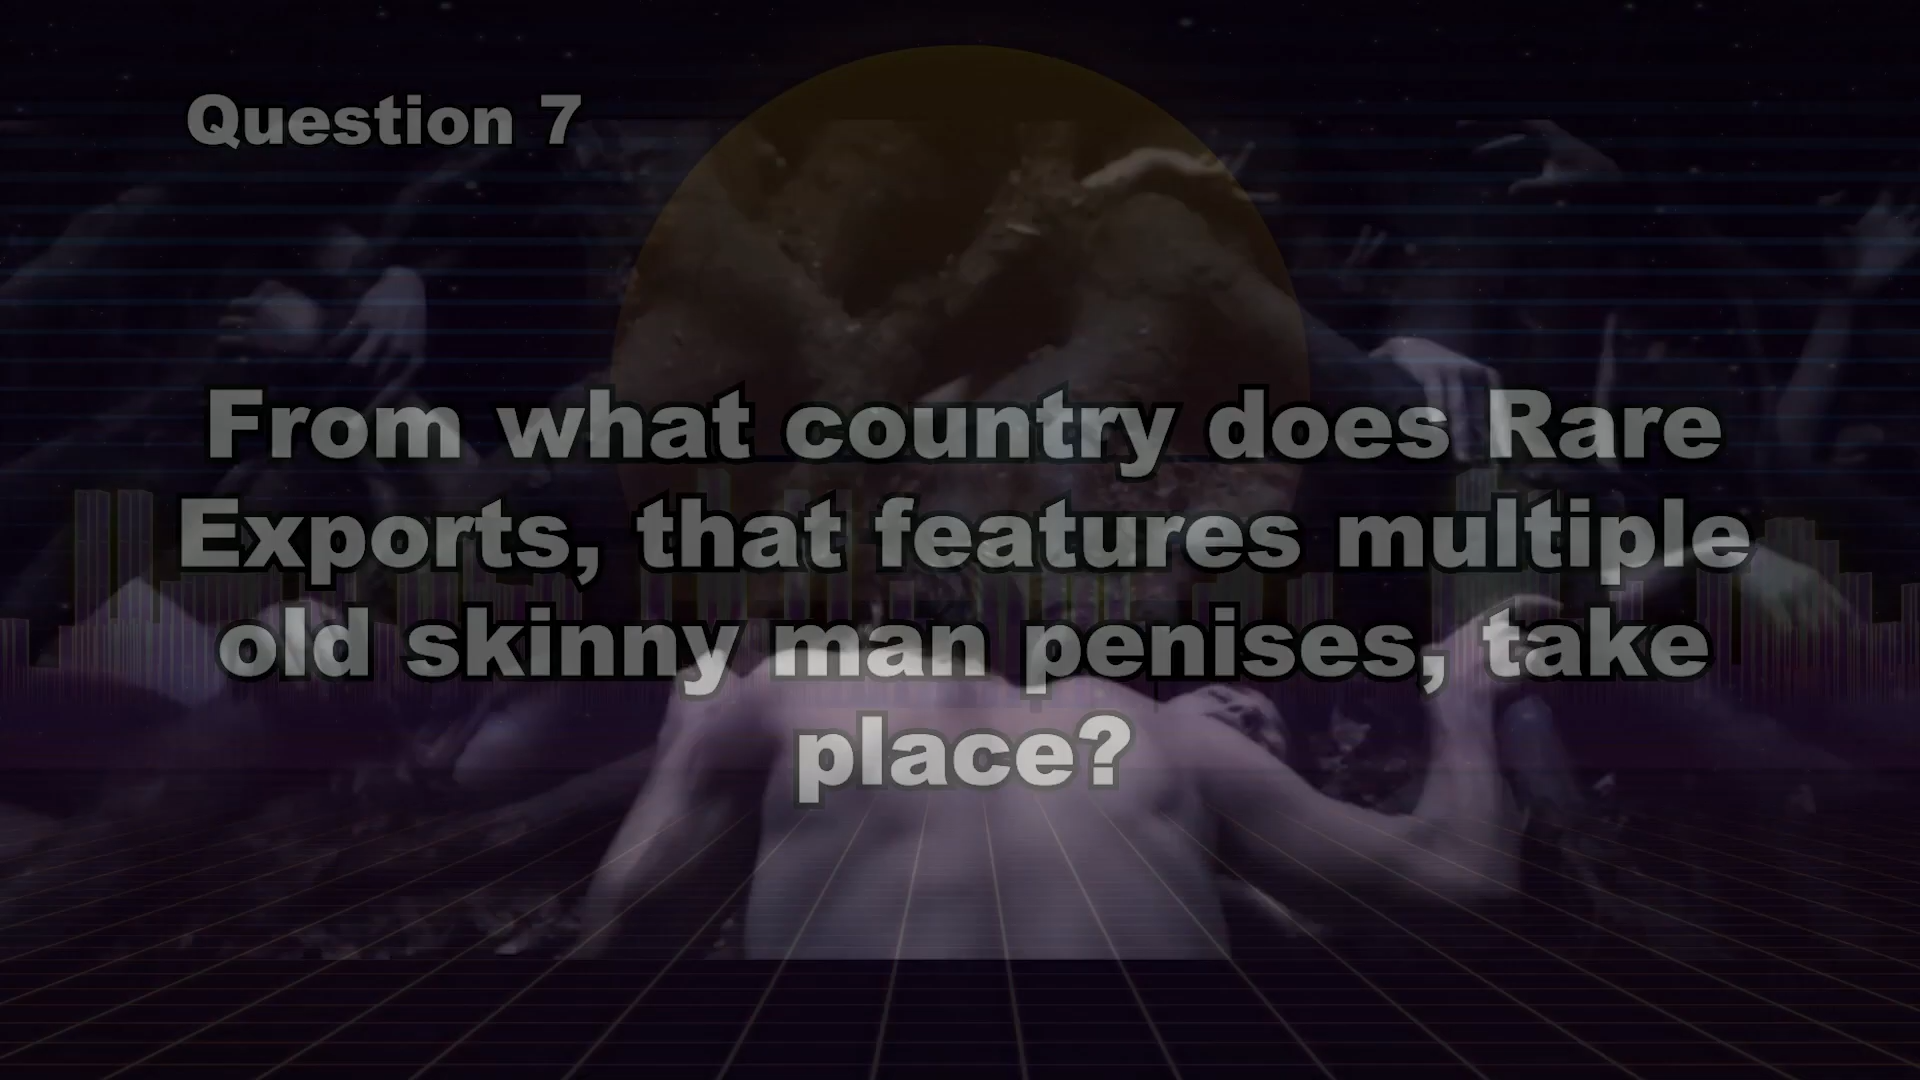 Question 7
From what country does Rare
Exports, that features multiple
old skinny man penises, take
place?